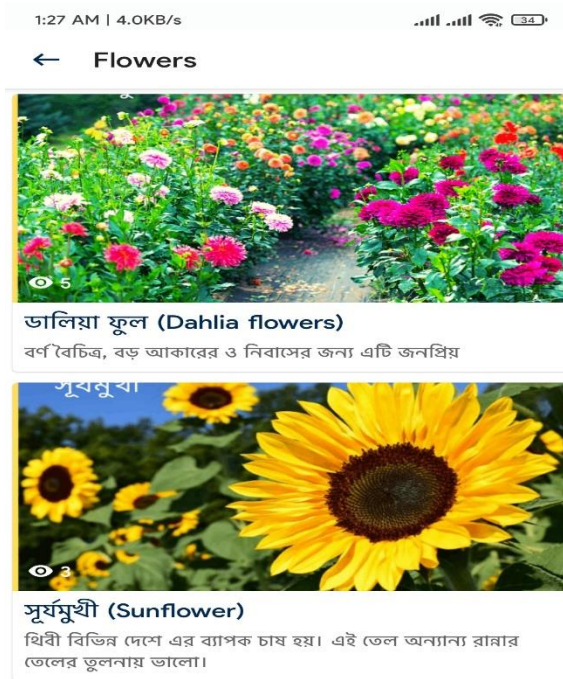 1:27 AM | 4.0KB/s
34
Flowers
5
ডালিয়া ফুল (Dahlia flowers)
বর্ণ বৈচিত্র, বড় আকারের ও নিবাসের জন্য এটি জনপ্রিয়
সূর্যমুখী
3
সূর্যমুখী (Sunflower)
থিবী বিভিন্ন দেশে এর ব্যাপক চাষ হয়। এই তেল অন্যান্য রান্নার
তেলের তুলনায় ভালো।